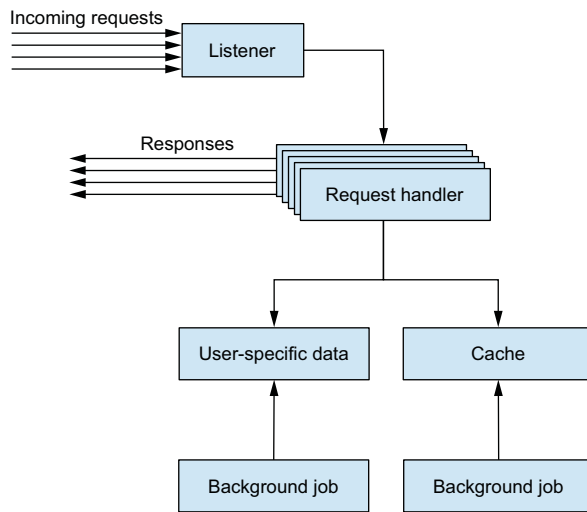 Incoming requests
Listener
Responses
Request handler
User-specific data
Cache
Background job
Background job